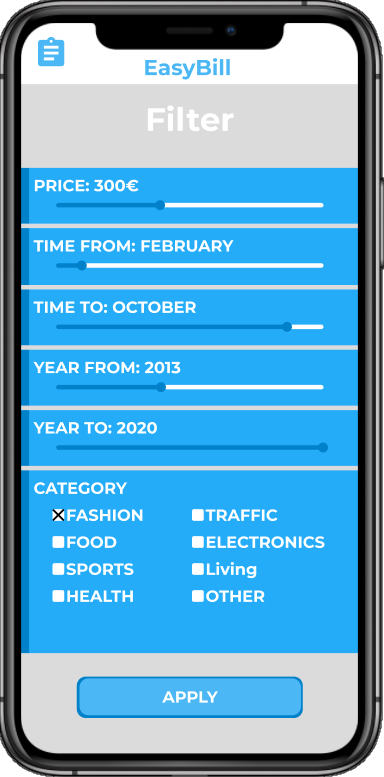 EasyBill
Filter
PRICE: 300€
TIME FROM: FEBRUARY
TIME TO: OCTOBER
YEAR FROM: 2013
YEAR TO: 2020
CATEGORY
FASHION TRAFFIC
FOOD ELECTRONICS
SPORTS Living
HEALTH OTHER
APPLY